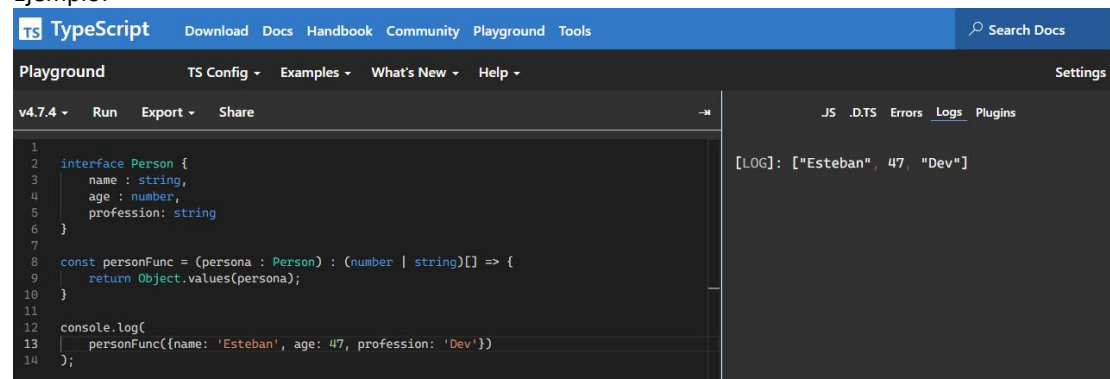 Ejemplo:
TS TypeScript Download Docs Handbook Community Playground Tools Search Docs
Playground TS Config Examples What's New Help Settings
v4.7.4 Run Export Share .JS .D.TS Errors Logs Plugins
1
2 interface Person {
3 name : string,
4 age : number,
5 profession: string
6 }
7
8 const personFunc = (persona : Person) : (number | string)[] => {
9 return Object.values(persona);
10 }
11
12 console.log(
13 personFunc({name: 'Esteban', age: 47, profession: 'Dev'})
14 );
[LOG]: ["Esteban", 47, "Dev"]